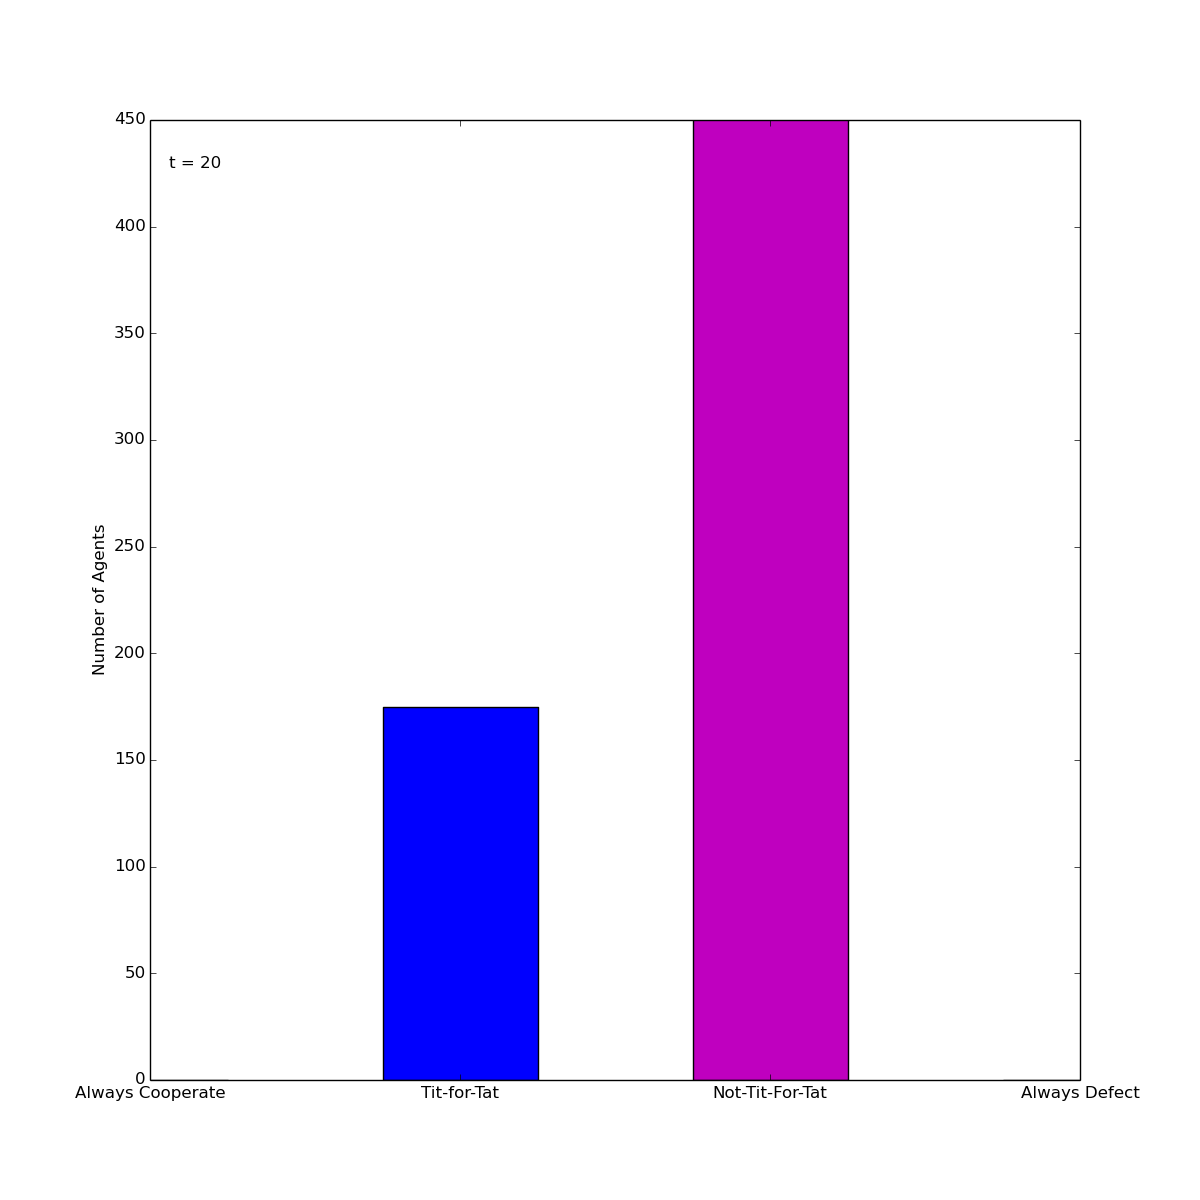 t = 20
450
400
350
300
250
200
150
100
50
0
Number of Agents
Always Cooperate
Tit-for-Tat
Not-Tit-For-Tat
Always Defect